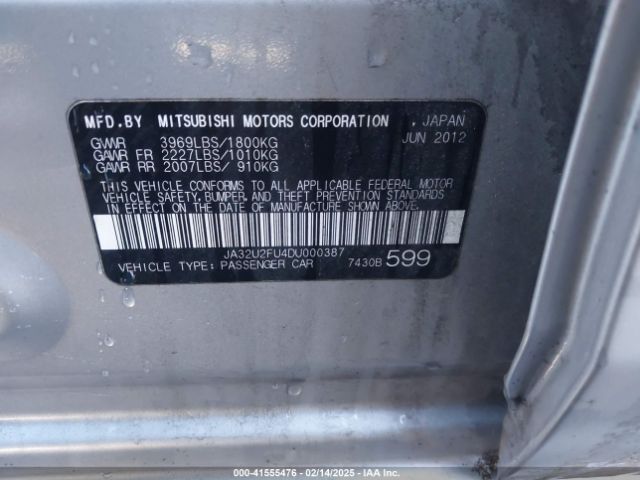 MFD.BY MITSUBISHI MOTORS CORPORATION , JAPAN
GVWR 3969LBS/1800KG JUN 2012
GAWR FR 2227LBS/1010KG
GAWR RR 2007LBS/ 910KG
THIS VEHICLE CONFORMS TO ALL APPLICABLE FEDERAL MOTOR
VEHICLE SAFETY, BUMPER, AND THEFT PREVENTION STANDARDS
IN EFFECT ON THE DATE OF MANUFACTURE SHOWN ABOVE.
JA32U2FU4DU000387
VEHICLE TYPE: PASSENGER CAR 7430B 599
000-41555476 - 02/14/2025 - IAA Inc.